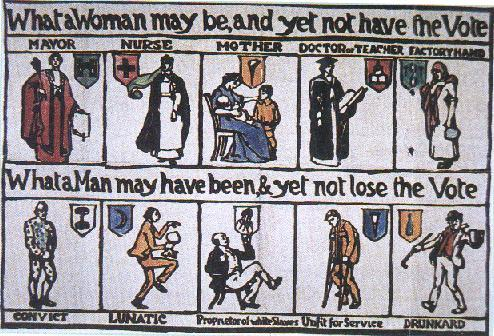 What a Woman may be, and yet not have the Vote
MAYOR NURSE MOTHER DOCTOR or TEACHER FACTORY HAND
What a Man may have been, & yet not lose the Vote
CONVICT LUNATIC Proprietor of white Slaves Unfit for Service DRUNKARD